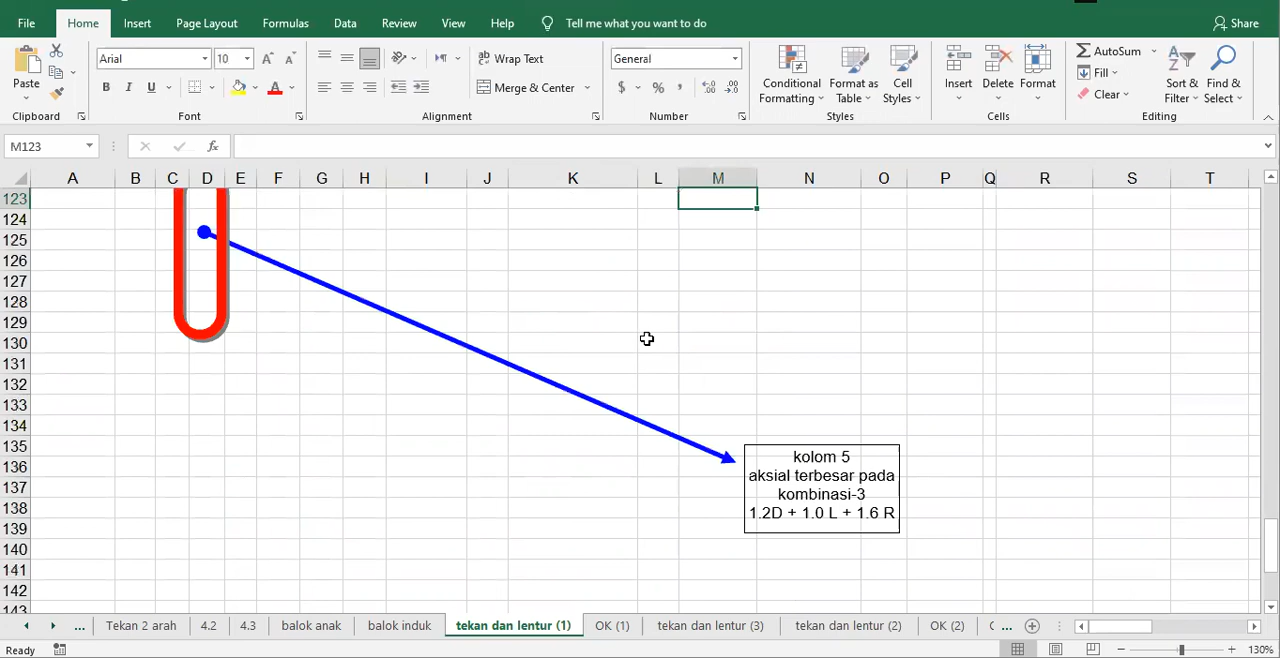 File Home Insert Page Layout Formulas Data Review View Help Tell me what you want to do Share
Paste Arial 10 Wrap Text General Conditional Formatting Format as Table Cell Styles Insert Delete Format AutoSum Sort & Filter Find & Select
B I U Merge & Center $ % , Fill
Clear
Clipboard Font Alignment Number Styles Cells Editing
M123 fx
A B C D E F G H I J K L M N O P Q R S T
123
124
125
126
127
128
129
130
131
132
133
134
135
136
137
138
139
140
141
142
143
kolom 5
aksial terbesar pada
kombinasi-3
1.2D + 1.0 L + 1.6 R
... Tekan 2 arah 4.2 4.3 balok anak balok induk tekan dan lentur (1) OK (1) tekan dan lentur (3) tekan dan lentur (2) OK (2) ...
Ready 130%